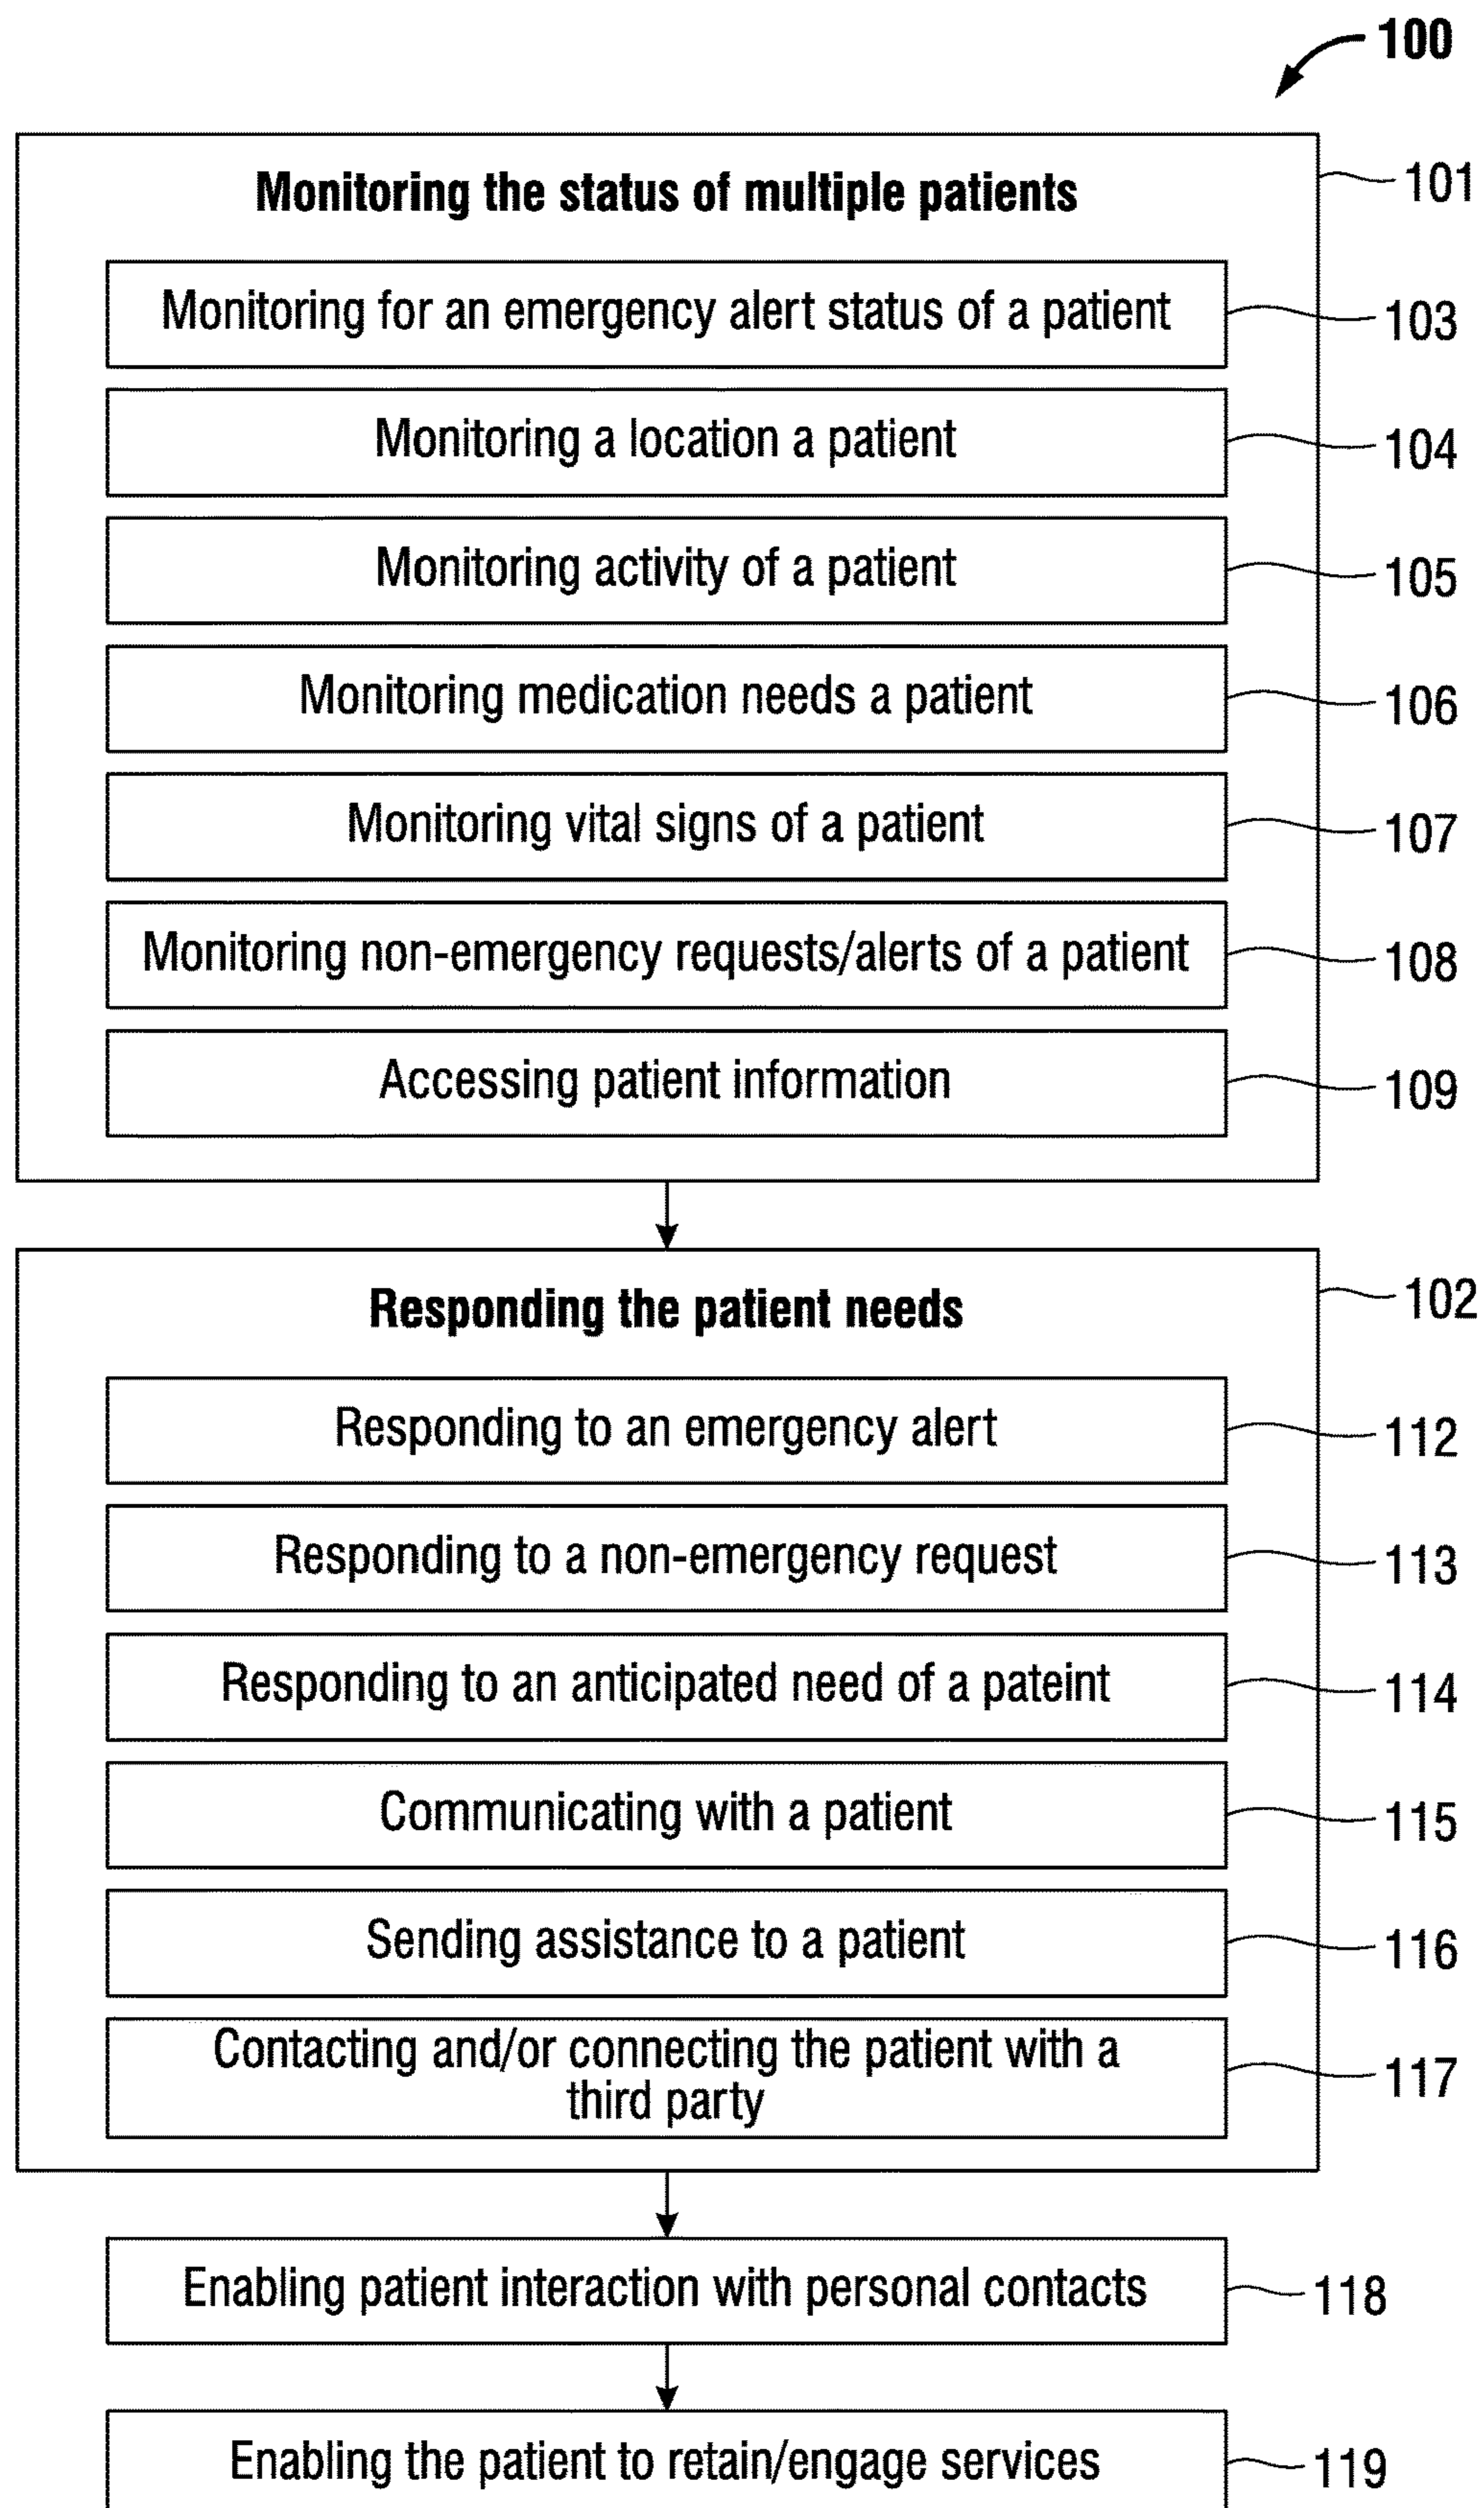 100
Monitoring the status of multiple patients
101
Monitoring for an emergency alert status of a patient
103
Monitoring a location a patient
104
Monitoring activity of a patient
105
Monitoring medication needs a patient
106
Monitoring vital signs of a patient
107
Monitoring non-emergency requests/alerts of a patient
108
Accessing patient information
109
Responding the patient needs
102
Responding to an emergency alert
112
Responding to a non-emergency request
113
Responding to an anticipated need of a pateint
114
Communicating with a patient
115
Sending assistance to a patient
116
Contacting and/or connecting the patient with a
third party
117
Enabling patient interaction with personal contacts
118
Enabling the patient to retain/engage services
119